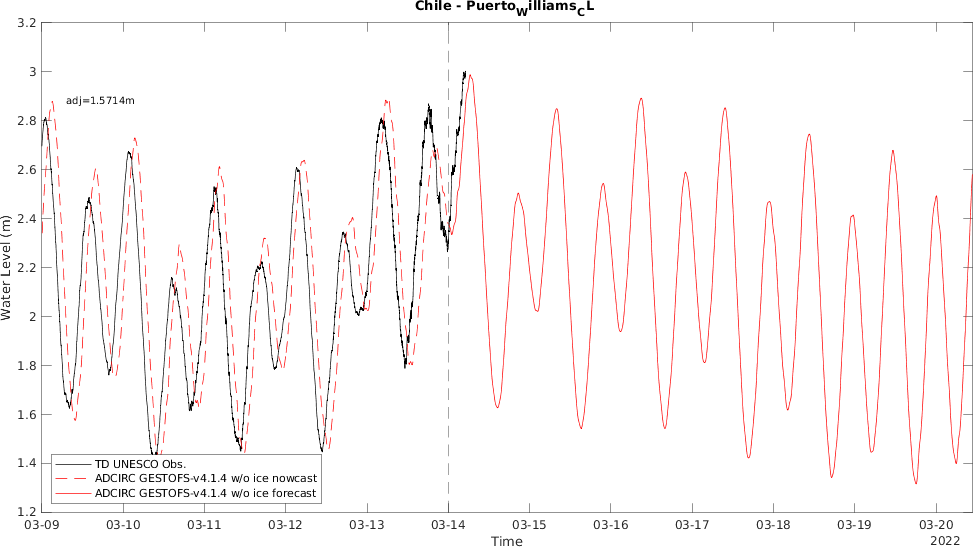 Chile - PuertoWilliamsCL
3.2
3
2.8
2.6
2.4
2.2
2
1.8
1.6
1.4
1.2
Water Level (m)
adj=1.5714m
TD UNESCO Obs.
ADCIRC GESTOFS-v4.1.4 w/o ice nowcast
ADCIRC GESTOFS-v4.1.4 w/o ice forecast
03-09 03-10 03-11 03-12 03-13 03-14 03-15 03-16 03-17 03-18 03-19 03-20
Time
2022